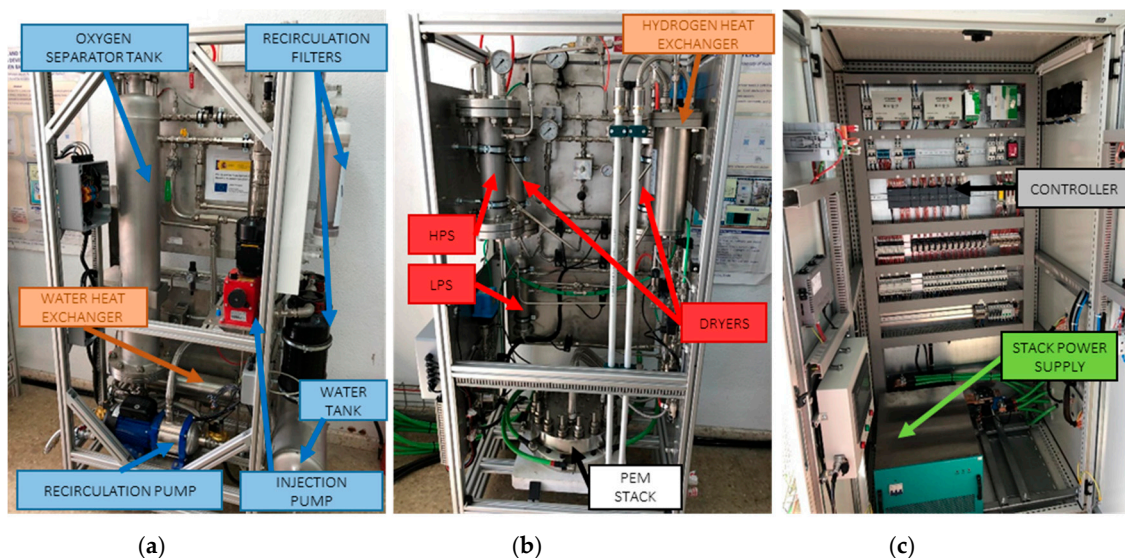 OXYGEN
SEPARATOR TANK
RECIRULATION
FILTERS
WATER HEAT
EXCHANGER
WATER
TANK
RECIRCULATION PUMP
INJECTION
PUMP
HYDROGEN HEAT
EXCHANGER
HPS
LPS
DRYERS
PEM
STACK
CONTROLLER
STACK POWER
SUPPLY
(a)
(b)
(c)